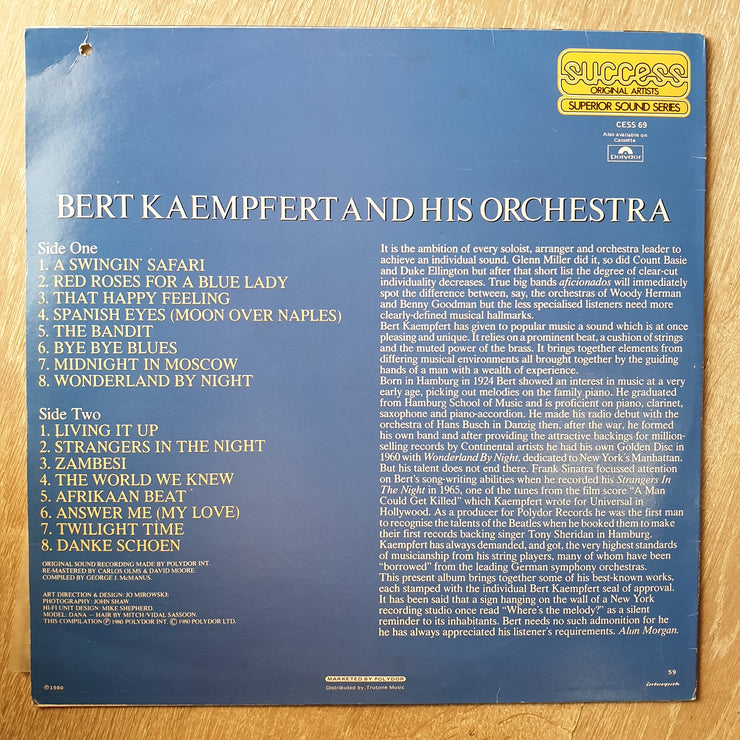 success
ORIGINAL ARTISTS
SUPERIOR SOUND SERIES
CESS 69
Also available on
Cassette
Polydor
BERT KAEMPFERT AND HIS ORCHESTRA
Side One
1. A SWINGIN' SAFARI
2. RED ROSES FOR A BLUE LADY
3. THAT HAPPY FEELING
4. SPANISH EYES (MOON OVER NAPLES)
5. THE BANDIT
6. BYE BYE BLUES
7. MIDNIGHT IN MOSCOW
8. WONDERLAND BY NIGHT
Side Two
1. LIVING IT UP
2. STRANGERS IN THE NIGHT
3. ZAMBESI
4. THE WORLD WE KNEW
5. AFRIKAAN BEAT
6. ANSWER ME (MY LOVE)
7. TWILIGHT TIME
8. DANKE SCHOEN
ORIGINAL SOUND RECORDING MADE BY POLYDOR INT.
RE-MASTERED BY CARLOS OLMS & DAVID MOORE.
COMPILED BY GEORGE J. McMANUS.
ART DIRECTION & DESIGN: JO MIROWSKI:
PHOTOGRAPHY: JOHN SHAW
HI-FI UNIT DESIGN: MIKE SHEPHERD.
MODEL: DANA – HAIR BY MITCH/VIDAL SASSOON.
THIS COMPILATION Ⓟ 1980 POLYDOR INT. © 1980 POLYDOR LTD.
It is the ambition of every soloist, arranger and orchestra leader to
achieve an individual sound. Glenn Miller did it, so did Count Basie
and Duke Ellington but after that short list the degree of clear-cut
individuality decreases. True big bands aficionados will immediately
spot the difference between, say, the orchestras of Woody Herman
and Benny Goodman but the less specialised listeners need more
clearly-defined musical hallmarks.
Bert Kaempfert has given to popular music a sound which is at once
pleasing and unique. It relies on a prominent beat, a cushion of strings
and the muted power of the brass. It brings together elements from
differing musical environments all brought together by the guiding
hands of a man with a wealth of experience.
Born in Hamburg in 1924 Bert showed an interest in music at a very
early age, picking out melodies on the family piano. He graduated
from Hamburg School of Music and is proficient on piano, clarinet,
saxophone and piano-accordion. He made his radio debut with the
orchestra of Hans Busch in Danzig then, after the war, he formed
his own band and after providing the attractive backings for million-
selling records by Continental artists he had his own Golden Disc in
1960 with Wonderland By Night, dedicated to New York's Manhattan.
But his talent does not end there. Frank Sinatra focussed attention
on Bert's song-writing abilities when he recorded his Strangers In
The Night in 1965, one of the tunes from the film score "A Man
Could Get Killed" which Kaempfert wrote for Universal in
Hollywood. As a producer for Polydor Records he was the first man
to recognise the talents of the Beatles when he booked them to make
their first records backing singer Tony Sheridan in Hamburg.
Kaempfert has always demanded, and got, the very highest standards
of musicianship from his string players, many of whom have been
"borrowed" from the leading German symphony orchestras.
This present album brings together some of his best-known works,
each stamped with the individual Bert Kaempfert seal of approval.
It has been said that a sign hanging on the wall of a New York
recording studio once read "Where's the melody?" as a silent
reminder to its inhabitants. Bert needs no such admonition for he
he has always appreciated his listener's requirements. Alun Morgan.
59
MARKETED BY POLYDOR
Distributed by Trutone Music
Ⓟ 1980
interpak